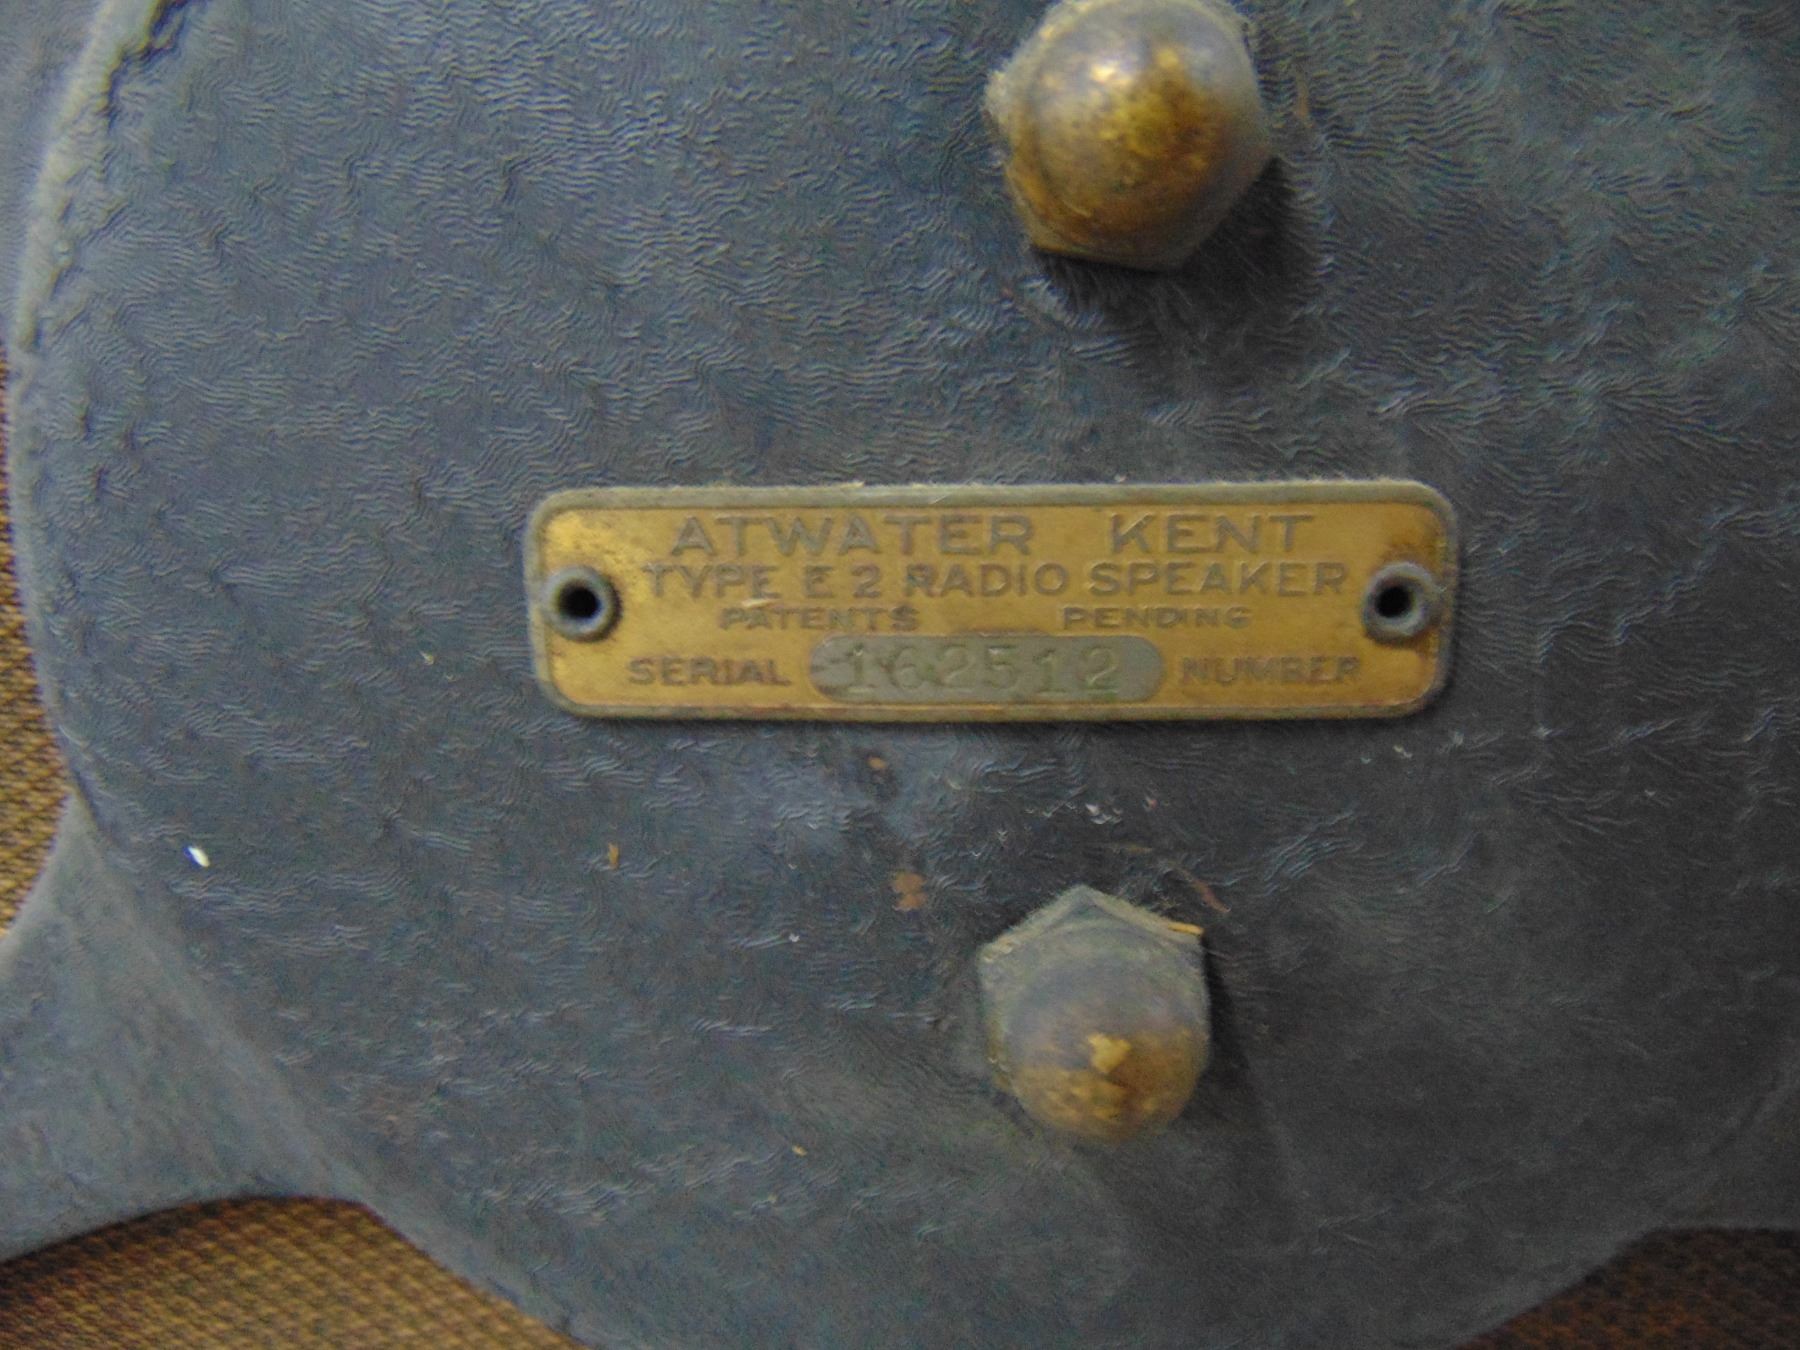 ATWATER KENT
TYPE E 2 RADIO SPEAKER
PATENTS PENDING
SERIAL 162512 NUMBER